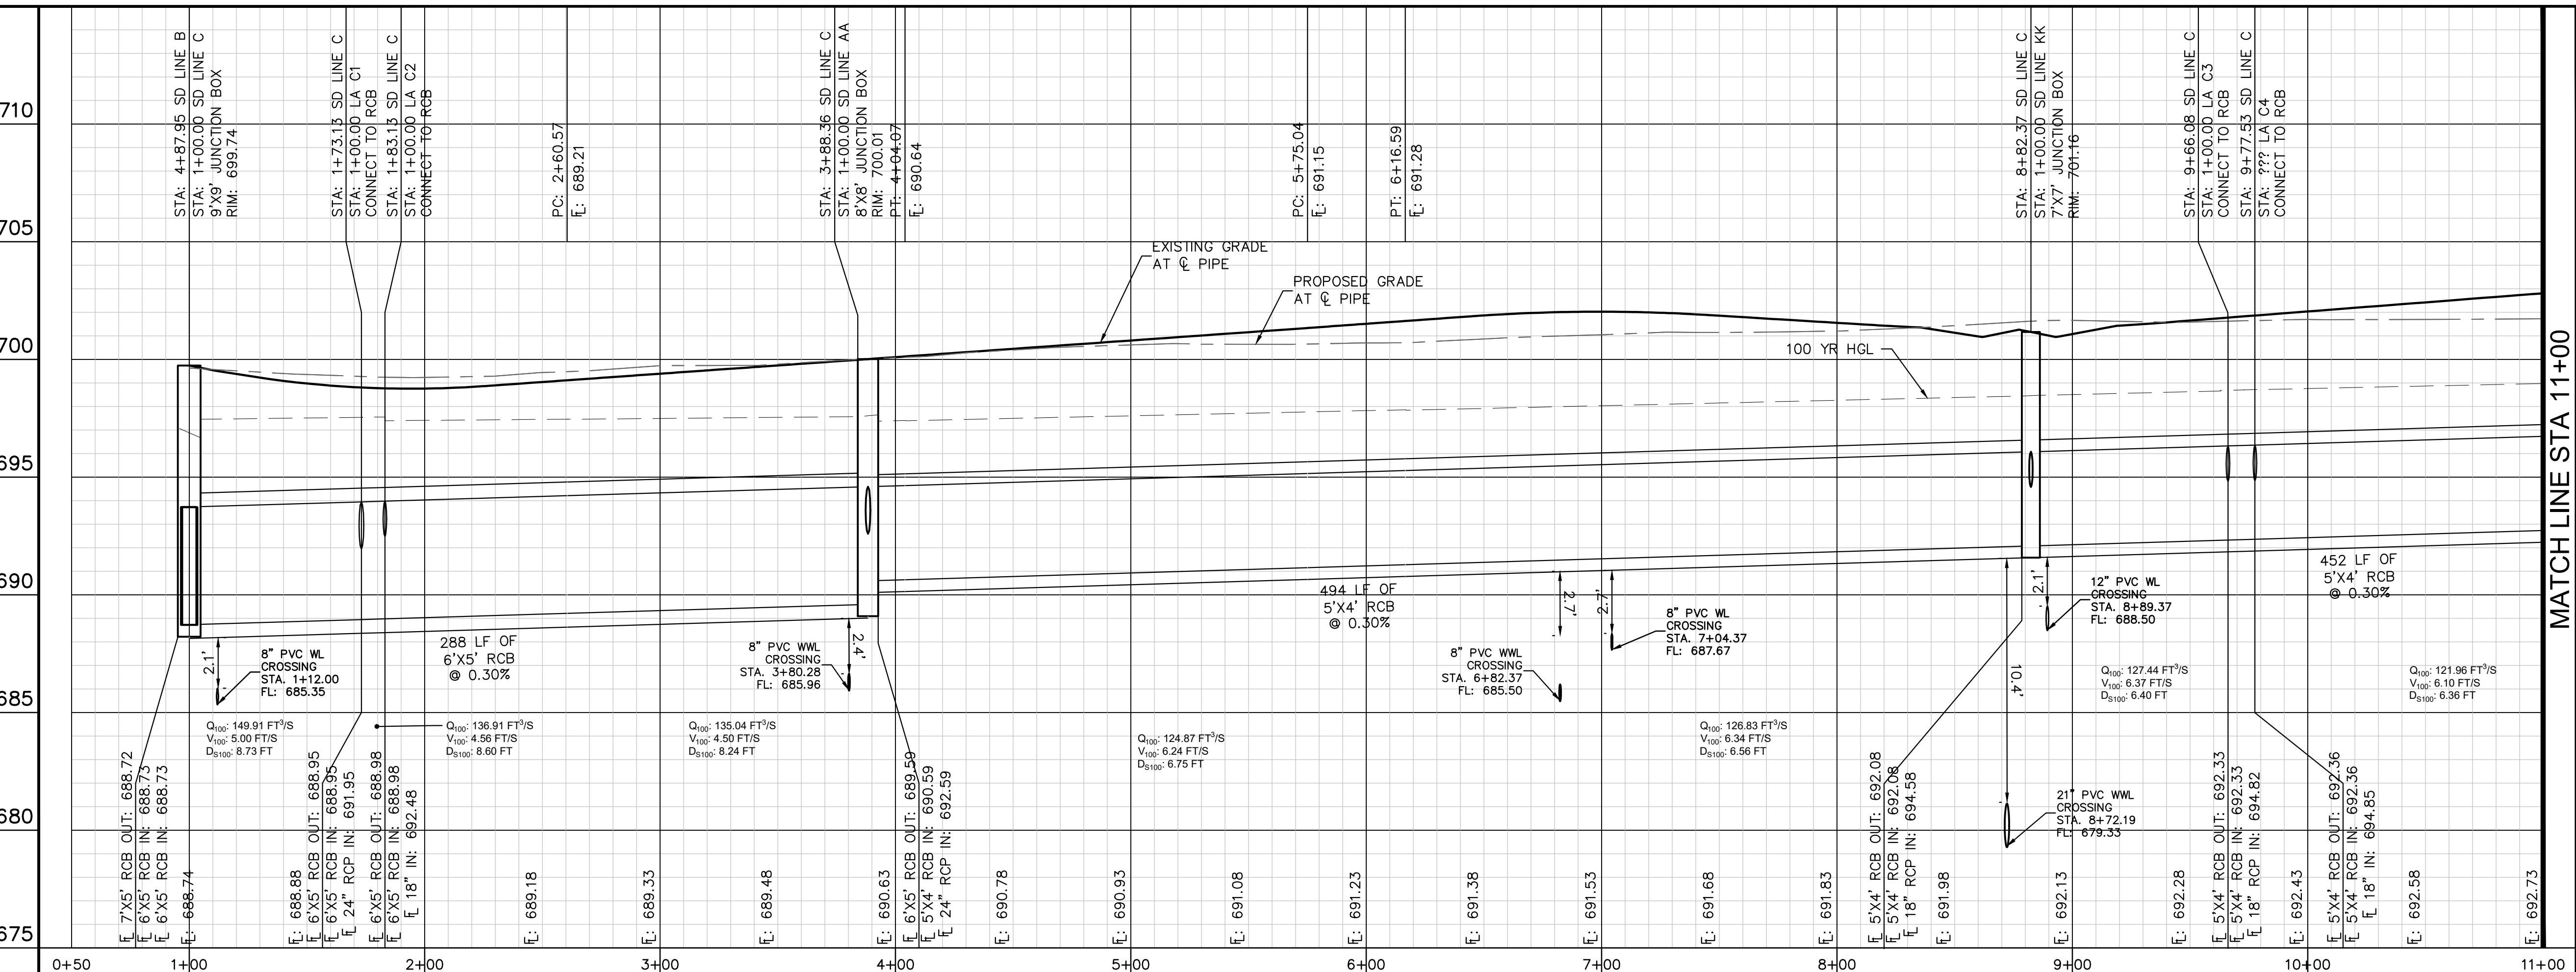 STA: 4+87.95 SD LINE B
STA: 1+00.00 SD LINE C
9'X9' JUNCTION BOX
RIM: 699.74
STA: 1+73.13 SD LINE C
STA: 1+00.00 LA C1
CONNECT TO RCB
STA: 1+83.13 SD LINE C
STA: 1+00.00 LA C2
CONNECT TO RCB
PC: 2+60.57
FL: 689.21
STA: 3+88.36 SD LINE C
STA: 1+00.00 SD LINE AA
8'X8' JUNCTION BOX
RIM: 700.01
PT: 4+04.07
FL: 690.64
PC: 5+75.04
FL: 691.15
PT: 6+16.59
FL: 691.28
STA: 8+82.37 SD LINE C
STA: 1+00.00 SD LINE KK
7'X7' JUNCTION BOX
RIM: 701.16
STA: 9+66.08 SD LINE C
STA: 1+00.00 LA C3
CONNECT TO RCB
STA: 9+77.53 SD LINE C
STA: ??? LA C4
CONNECT TO RCB
710
705
700
695
690
685
680
675
EXISTING GRADE
AT CL PIPE
PROPOSED GRADE
AT CL PIPE
100 YR HGL
MATCH LINE STA 11+00
2.1'
8" PVC WL
CROSSING
STA. 1+12.00
FL: 685.35
288 LF OF
6'X5' RCB
@ 0.30%
8" PVC WWL
CROSSING
STA. 3+80.28
FL: 685.96
2.4'
494 LF OF
5'X4' RCB
@ 0.30%
8" PVC WWL
CROSSING
STA. 6+82.37
FL: 685.50
2.7'
2.7'
8" PVC WL
CROSSING
STA. 7+04.37
FL: 687.67
10.4'
2.1'
12" PVC WL
CROSSING
STA. 8+89.37
FL: 688.50
452 LF OF
5'X4' RCB
@ 0.30%
21" PVC WWL
CROSSING
STA. 8+72.19
FL: 679.33
Q100: 149.91 FT3/S
V100: 5.00 FT/S
DS100: 8.73 FT
Q100: 136.91 FT3/S
V100: 4.56 FT/S
DS100: 8.60 FT
Q100: 135.04 FT3/S
V100: 4.50 FT/S
DS100: 8.24 FT
Q100: 124.87 FT3/S
V100: 6.24 FT/S
DS100: 6.75 FT
Q100: 126.83 FT3/S
V100: 6.34 FT/S
DS100: 6.56 FT
Q100: 127.44 FT3/S
V100: 6.37 FT/S
DS100: 6.40 FT
Q100: 121.96 FT3/S
V100: 6.10 FT/S
DS100: 6.36 FT
FL 7'X5' RCB OUT: 688.72
FL 6'X5' RCB IN: 688.73
FL 6'X5' RCB IN: 688.73
FL: 688.74
FL: 688.88
FL 6'X5' RCB OUT: 688.95
FL 6'X5' RCB IN: 688.95
FL 24" RCP IN: 691.95
FL 6'X5' RCB OUT: 688.98
FL 6'X5' RCB IN: 688.98
FL 18" IN: 692.48
FL: 689.18
FL: 689.33
FL: 689.48
FL: 690.63
FL 6'X5' RCB OUT: 689.59
FL 5'X4' RCB IN: 690.59
FL 24" RCP IN: 692.59
FL: 690.78
FL: 690.93
FL: 691.08
FL: 691.23
FL: 691.38
FL: 691.53
FL: 691.68
FL: 691.83
FL 5'X4' RCB OUT: 692.08
FL 5'X4' RCB IN: 692.08
FL 18" RCP IN: 694.58
FL: 691.98
FL: 692.13
FL: 692.28
FL 5'X4' RCB OUT: 692.33
FL 5'X4' RCB IN: 692.33
FL 18" RCP IN: 694.82
FL: 692.43
FL 5'X4' RCB OUT: 692.36
FL 5'X4' RCB IN: 692.36
FL 18" IN: 694.85
FL: 692.58
FL: 692.73
0+50
1+00
2+00
3+00
4+00
5+00
6+00
7+00
8+00
9+00
10+00
11+00